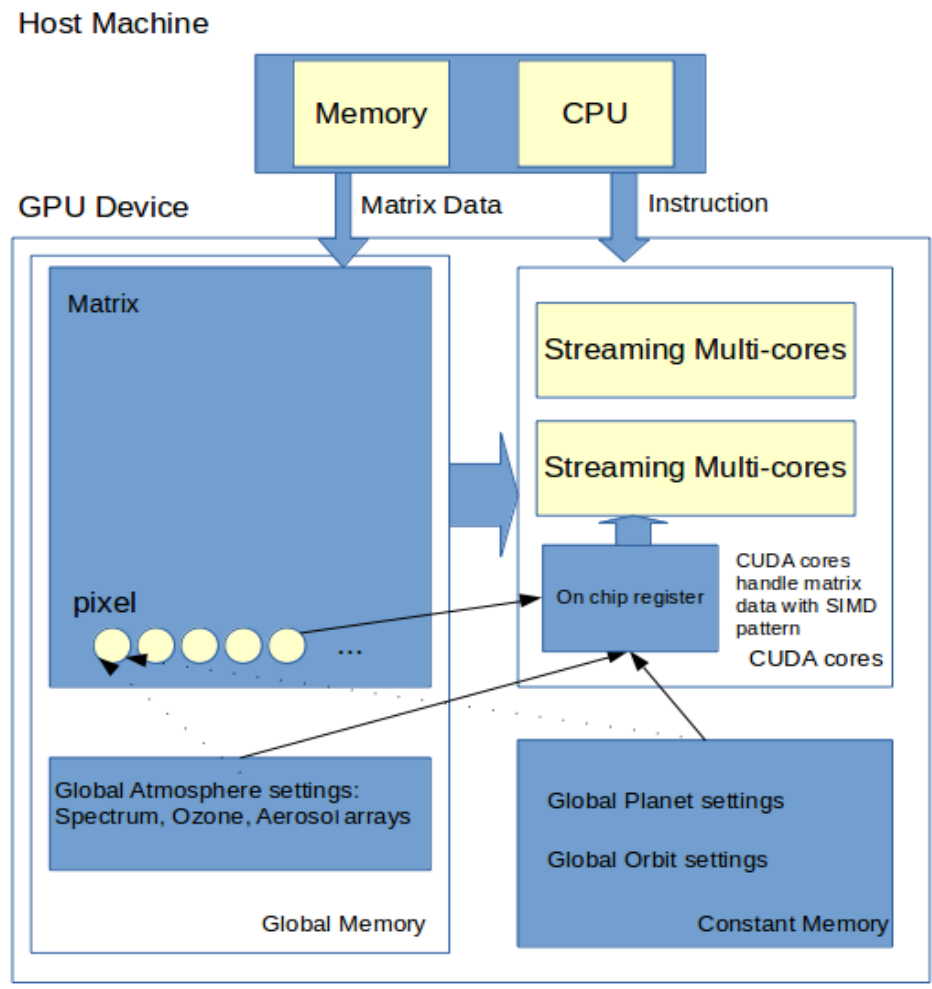 Host Machine
Memory
CPU
GPU Device
Matrix Data
Instruction
Matrix
Streaming Multi-cores
Streaming Multi-cores
pixel
...
On chip register
CUDA cores
handle matrix
data with SIMD
pattern
CUDA cores
Global Atmosphere settings:
Spectrum, Ozone, Aerosol arrays
Global Memory
Global Planet settings
Global Orbit settings
Constant Memory